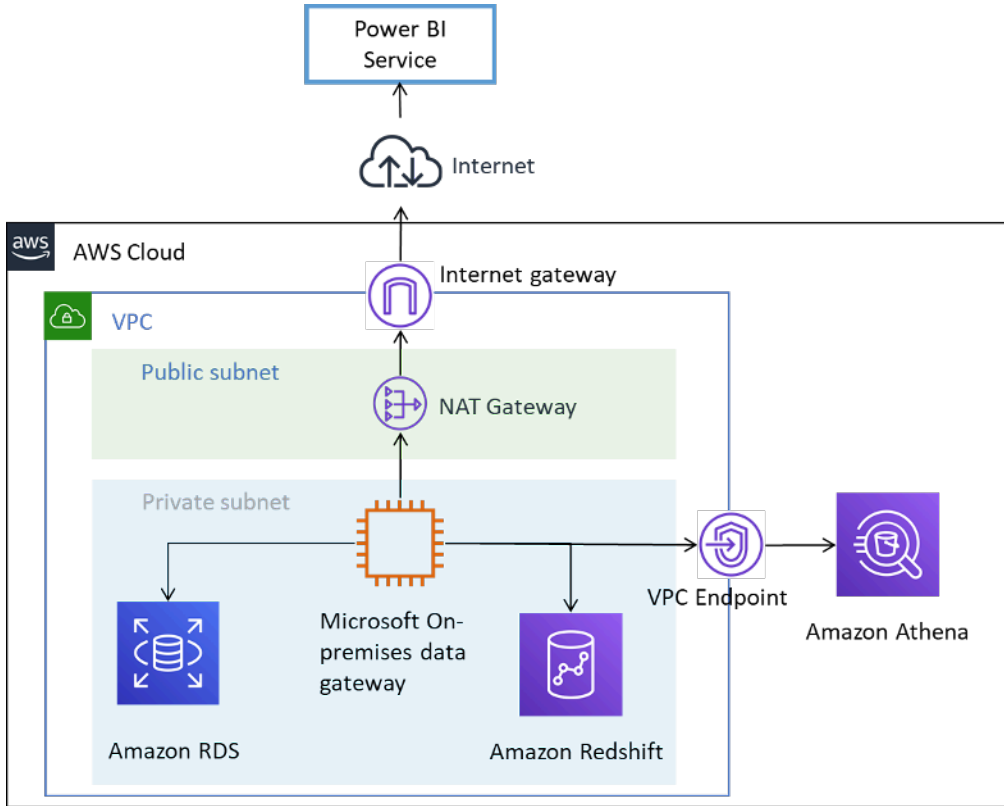 Power BI
Service
Internet
aws
AWS Cloud
Internet gateway
VPC
Public subnet
NAT Gateway
Private subnet
VPC Endpoint
Microsoft On-
premises data
gateway
Amazon Athena
Amazon RDS
Amazon Redshift